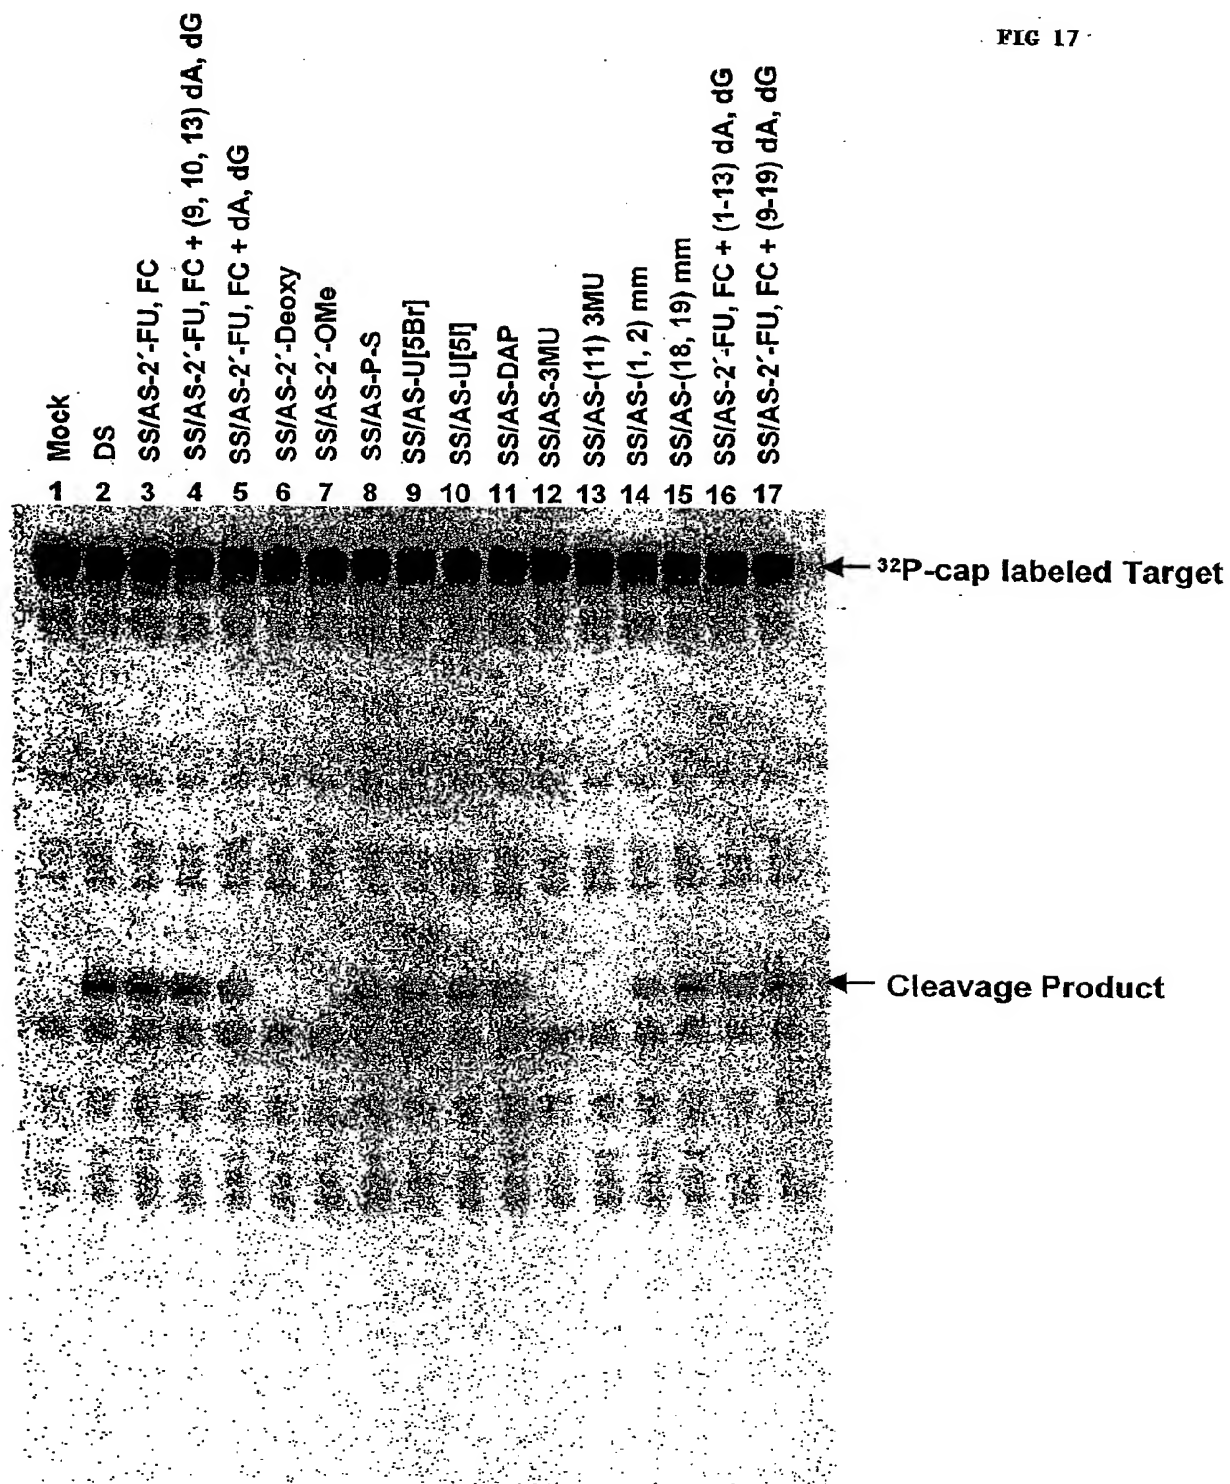 FIG 17
Mock
DS
SS/AS-2´-FU, FC
SS/AS-2´-FU, FC + (9, 10, 13) dA, dG
SS/AS-2´-FU, FC + dA, dG
SS/AS-2´-Deoxy
SS/AS-2´-OMe
SS/AS-P-S
SS/AS-U[5Br]
SS/AS-U[5I]
SS/AS-DAP
SS/AS-3MU
SS/AS-(11) 3MU
SS/AS-(1, 2) mm
SS/AS-(18, 19) mm
SS/AS-2´-FU, FC + (1-13) dA, dG
SS/AS-2´-FU, FC + (9-19) dA, dG
1 2 3 4 5 6 7 8 9 10 11 12 13 14 15 16 17
³²P-cap labeled Target
Cleavage Product